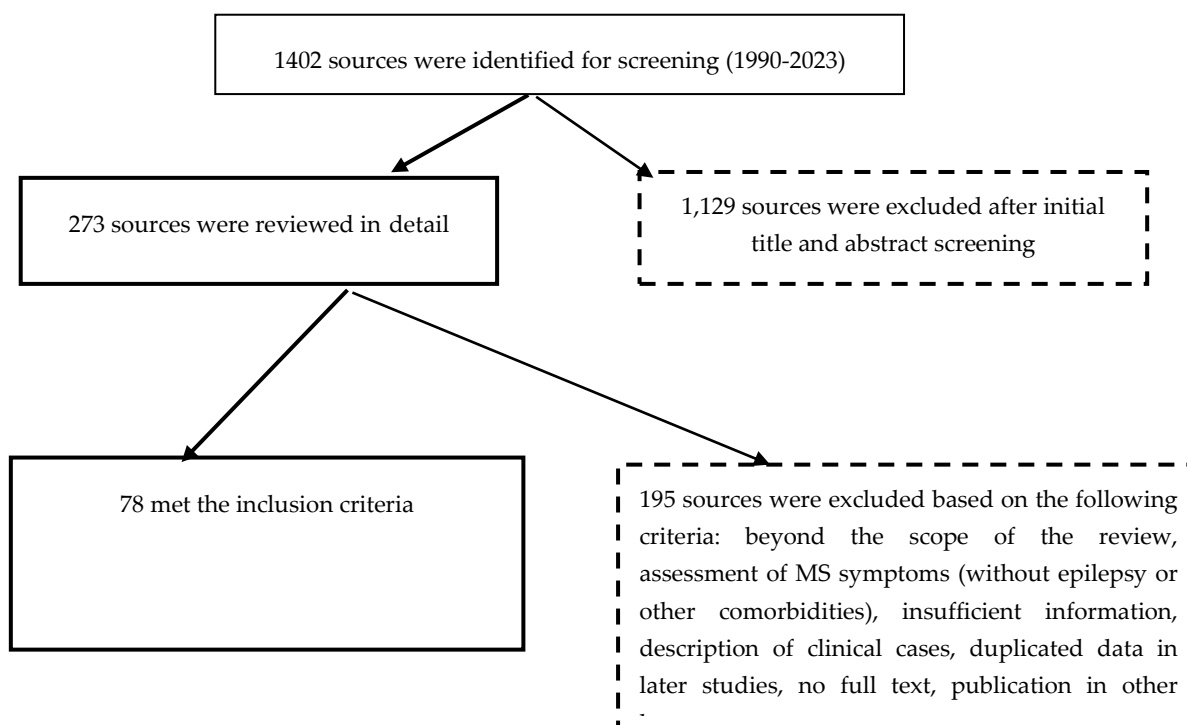 1402 sources were identified for screening (1990-2023)
273 sources were reviewed in detail
1,129 sources were excluded after initial
title and abstract screening
78 met the inclusion criteria
195 sources were excluded based on the following
criteria: beyond the scope of the review,
assessment of MS symptoms (without epilepsy or
other comorbidities), insufficient information,
description of clinical cases, duplicated data in
later studies, no full text, publication in other